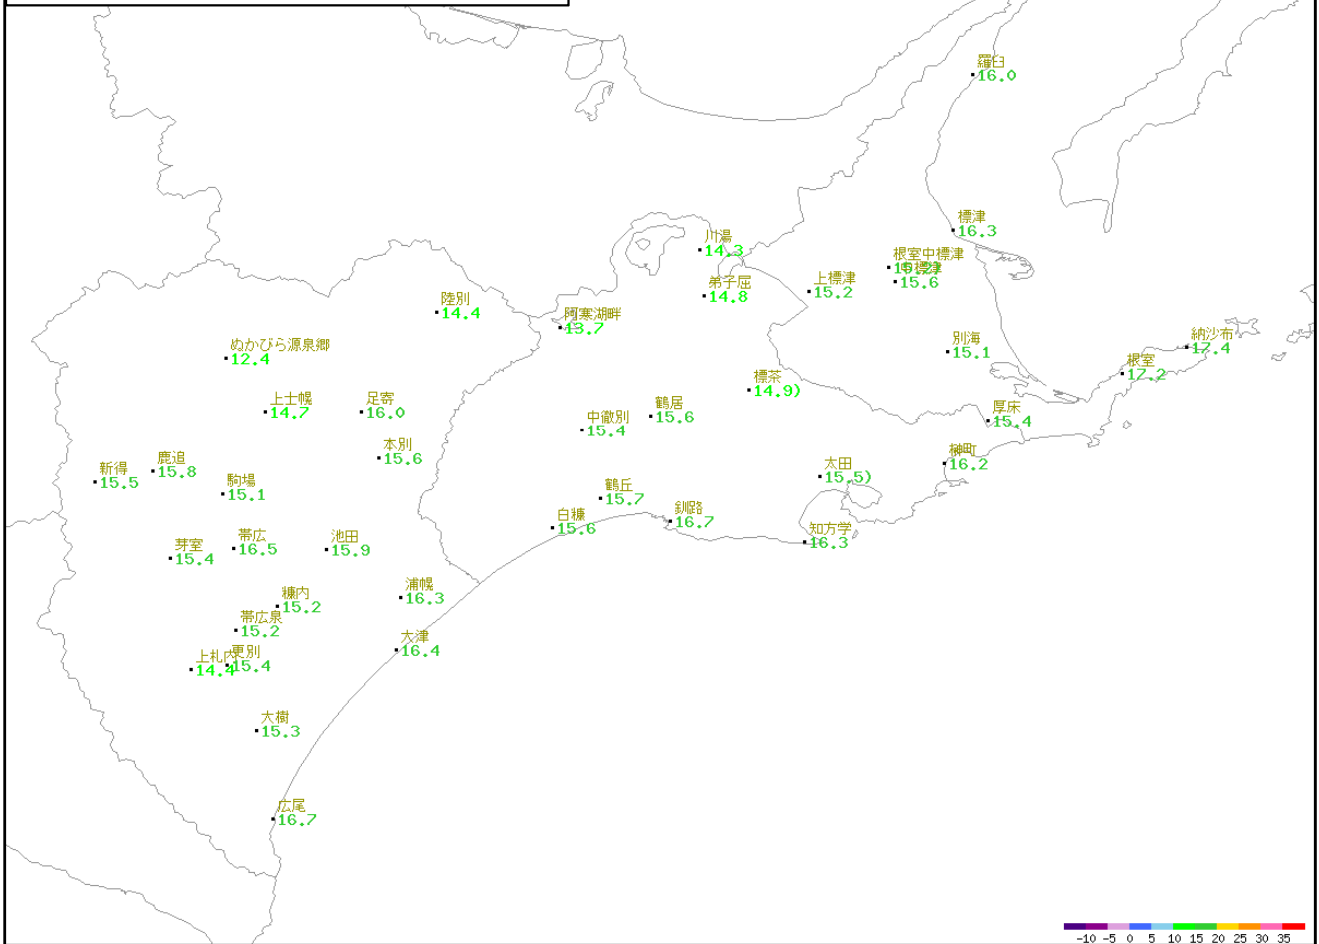 羅臼
16.0
標津
16.3
川湯
14.3
根室中標津
中標津
15.6
弟子屈
14.8
上標津
15.2
陸別
14.4
阿寒湖畔
13.7
ぬかびら源泉郷
12.4
別海
15.1
納沙布
17.4
根室
17.2
上士幌
14.7
足寄
16.0
標茶
14.9)
鶴居
15.6
中徹別
15.4
厚床
15.4
本別
15.6
榊町
16.2
新得
15.5
鹿追
15.8
駒場
15.1
太田
15.5)
鶴丘
15.7
白糠
15.6
釧路
16.7
知方学
16.3
芽室
15.4
帯広
16.5
池田
15.9
浦幌
16.3
糠内
15.2
帯広泉
15.2
大津
16.4
上札内
14.4
更別
15.4
大樹
15.3
広尾
16.7
-10 -5 0 5 10 15 20 25 30 35